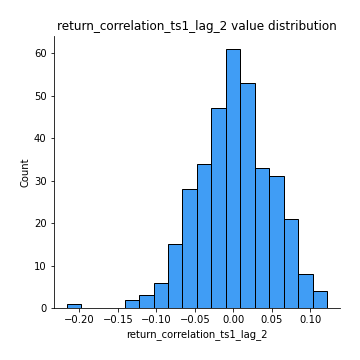 return_correlation_ts1_lag_2 value distribution
60
50
40
30
20
10
0
Count
−0.20 −0.15 −0.10 −0.05 0.00 0.05 0.10
return_correlation_ts1_lag_2